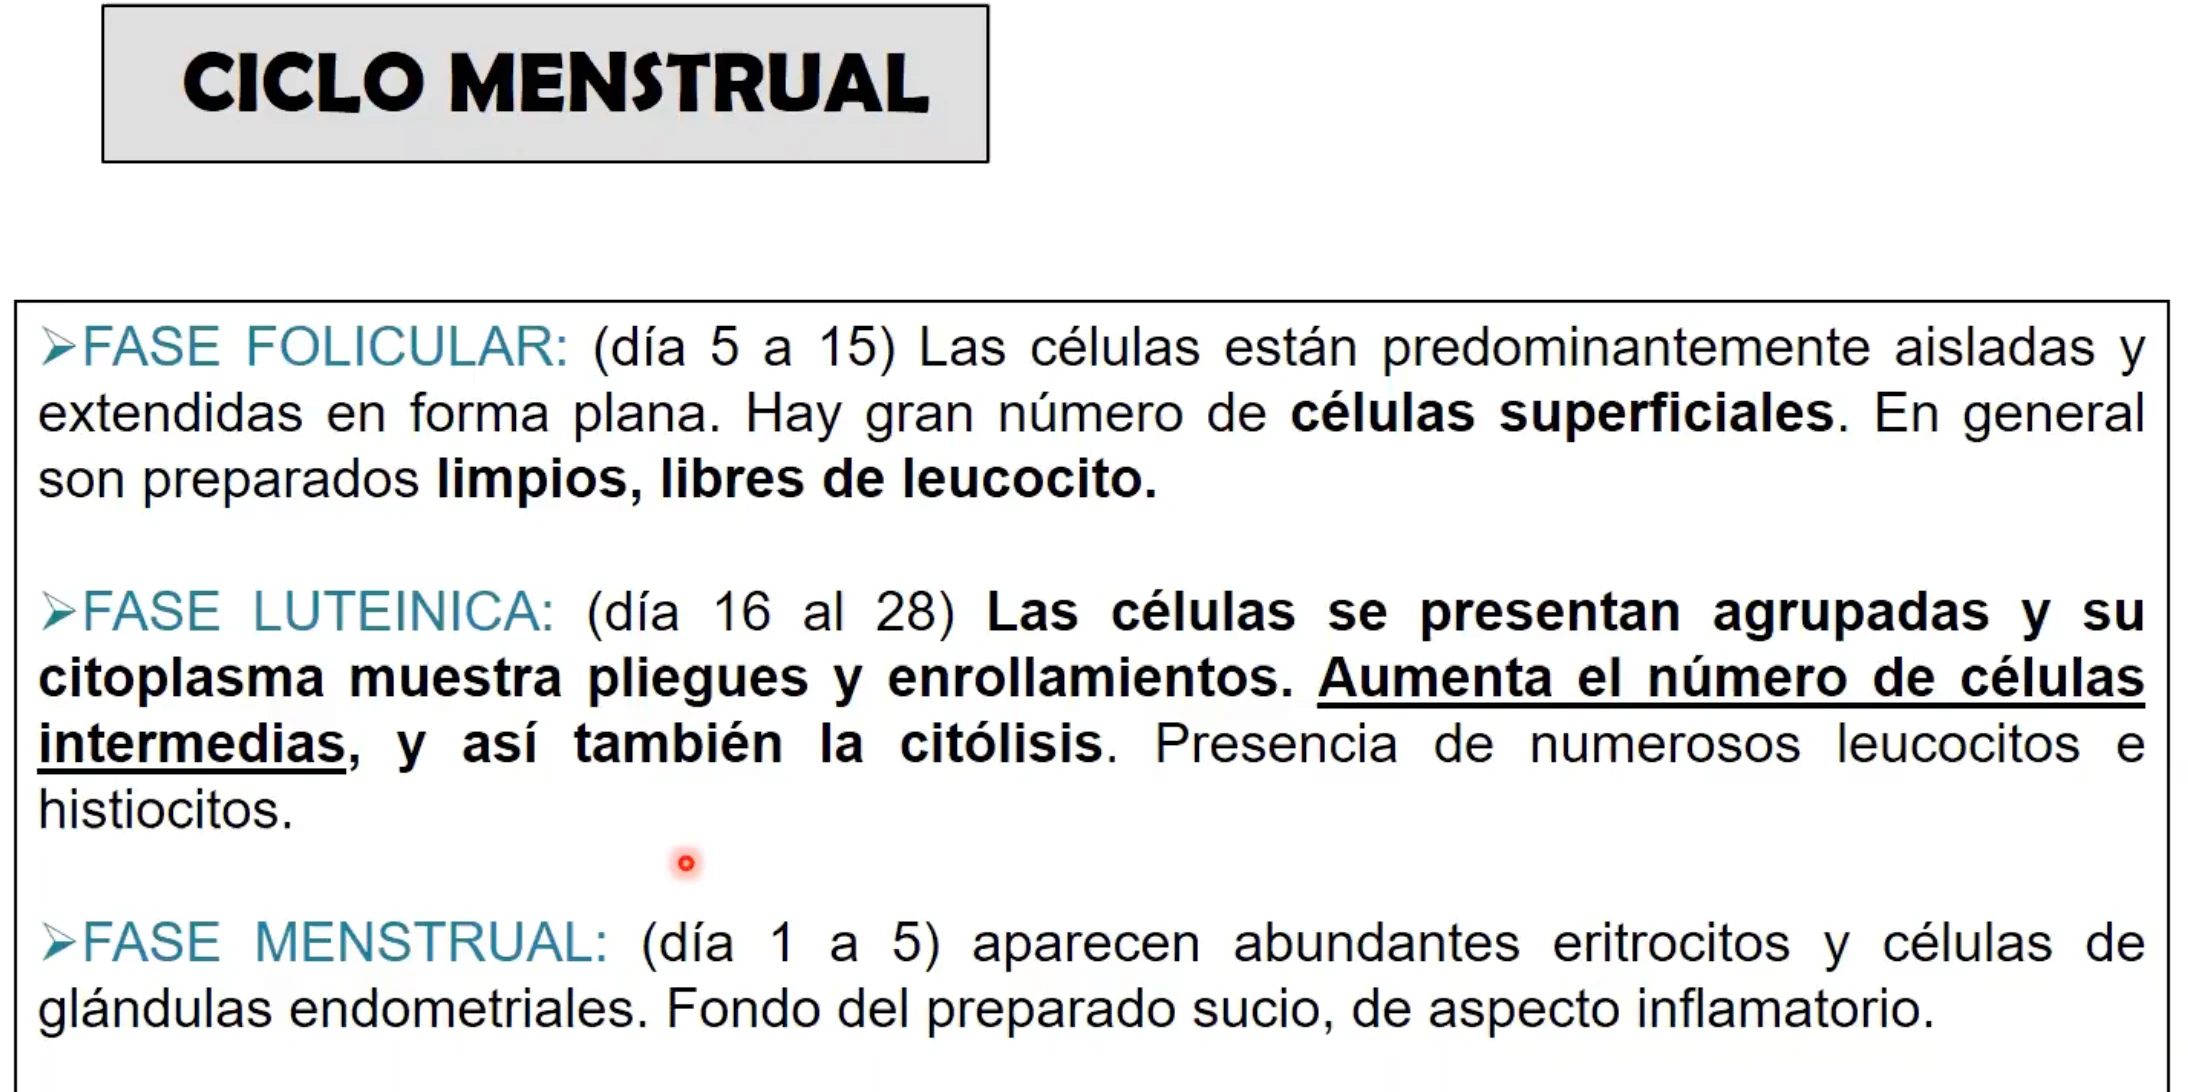 CICLO MENSTRUAL
➢FASE FOLICULAR: (día 5 a 15) Las células están predominantemente aisladas y
extendidas en forma plana. Hay gran número de células superficiales. En general
son preparados limpios, libres de leucocito.
➢FASE LUTEINICA: (día 16 al 28) Las células se presentan agrupadas y su
citoplasma muestra pliegues y enrollamientos. Aumenta el número de células
intermedias, y así también la citólisis. Presencia de numerosos leucocitos e
histiocitos.
➢FASE MENSTRUAL: (día 1 a 5) aparecen abundantes eritrocitos y células de
glándulas endometriales. Fondo del preparado sucio, de aspecto inflamatorio.